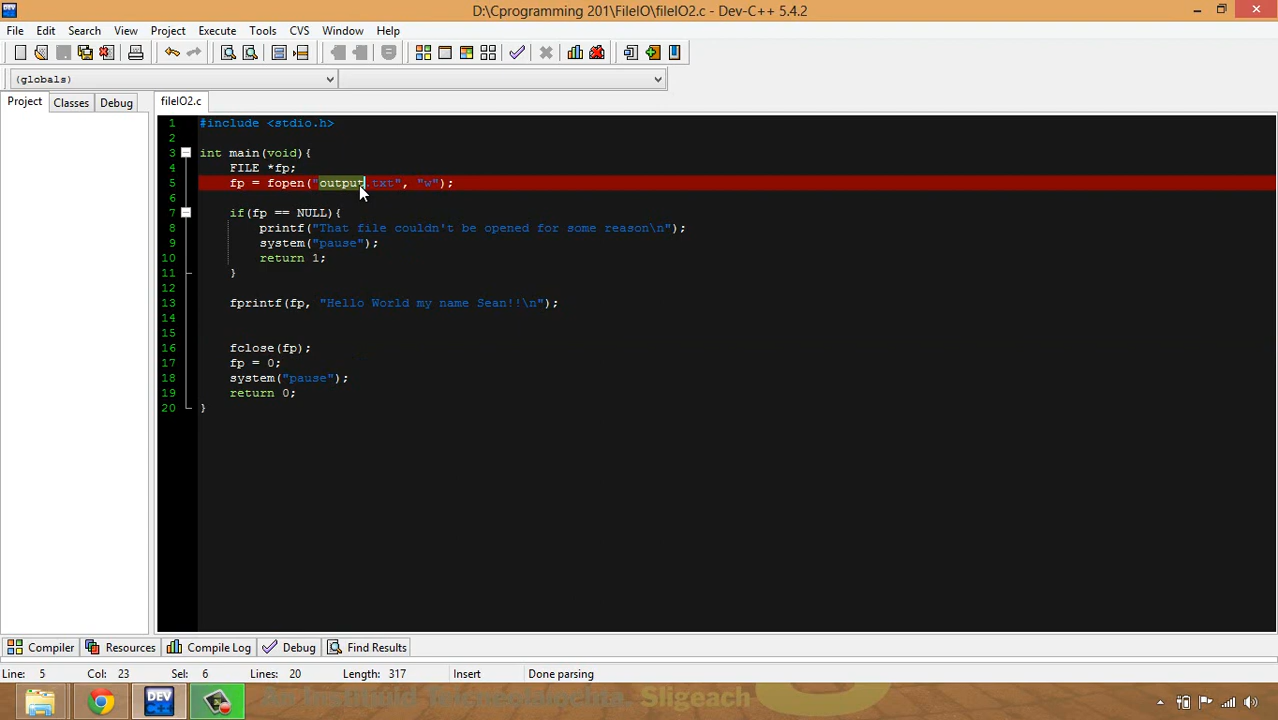 D:\Cprogramming 201\FileIO\fileIO2.c - Dev-C++ 5.4.2
File Edit Search View Project Execute Tools CVS Window Help
(globals)
Project Classes Debug fileIO2.c
1 #include <stdio.h>
2
3 int main(void){
4 FILE *fp;
5 fp = fopen("output.txt", "w");
6
7 if(fp == NULL){
8 printf("That file couldn't be opened for some reason\n");
9 system("pause");
10 return 1;
11 }
12
13 fprintf(fp, "Hello World my name Sean!!\n");
14
15
16 fclose(fp);
17 fp = 0;
18 system("pause");
19 return 0;
20 }
Compiler Resources Compile Log Debug Find Results
Line: 5 Col: 23 Sel: 6 Lines: 20 Length: 317 Insert Done parsing
DEV Sligeach